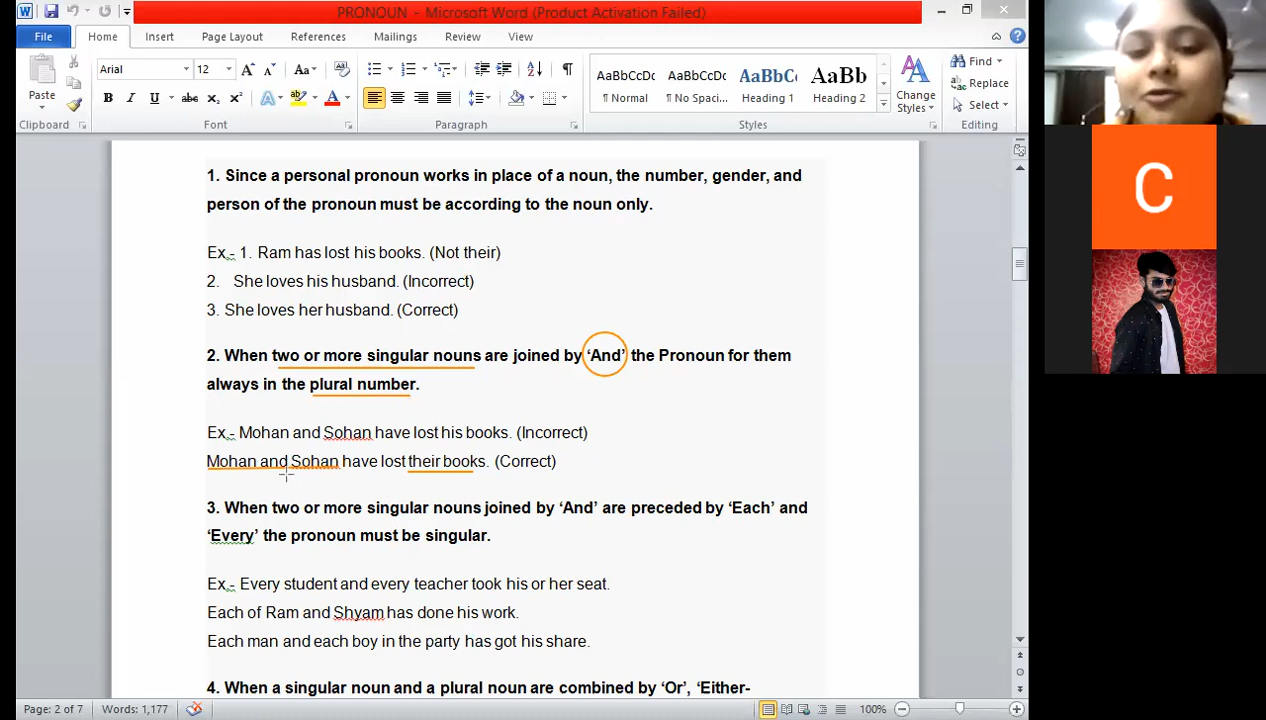 PRONOUN - Microsoft Word (Product Activation Failed)
File Home Insert Page Layout References Mailings Review View
Paste
Arial 12
B I U abc x₂ x² A
Aa A
AaBbCcDc AaBbCcDc AaBbC AaBb
¶ Normal ¶ No Spaci... Heading 1 Heading 2
Change Styles
Find
Replace
Select
Clipboard Font Paragraph Styles Editing
1. Since a personal pronoun works in place of a noun, the number, gender, and
person of the pronoun must be according to the noun only.
Ex.- 1. Ram has lost his books. (Not their)
2. She loves his husband. (Incorrect)
3. She loves her husband. (Correct)
2. When two or more singular nouns are joined by ‘And’ the Pronoun for them
always in the plural number.
Ex.- Mohan and Sohan have lost his books. (Incorrect)
Mohan and Sohan have lost their books. (Correct)
3. When two or more singular nouns joined by ‘And’ are preceded by ‘Each’ and
‘Every’ the pronoun must be singular.
Ex.- Every student and every teacher took his or her seat.
Each of Ram and Shyam has done his work.
Each man and each boy in the party has got his share.
4. When a singular noun and a plural noun are combined by ‘Or’, ‘Either-
Page: 2 of 7 Words: 1,177 100%
C